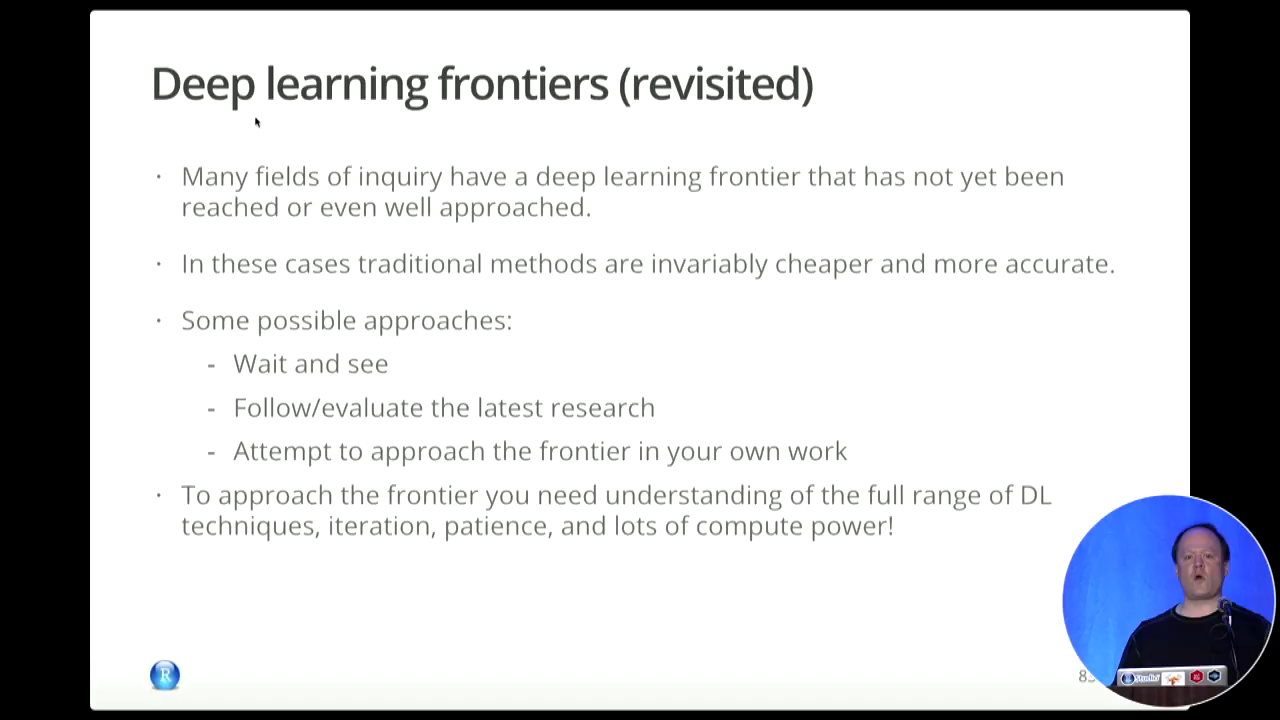 Deep learning frontiers (revisited)
· Many fields of inquiry have a deep learning frontier that has not yet been
reached or even well approached.
· In these cases traditional methods are invariably cheaper and more accurate.
· Some possible approaches:
- Wait and see
- Follow/evaluate the latest research
- Attempt to approach the frontier in your own work
· To approach the frontier you need understanding of the full range of DL
techniques, iteration, patience, and lots of compute power!
R
Studio